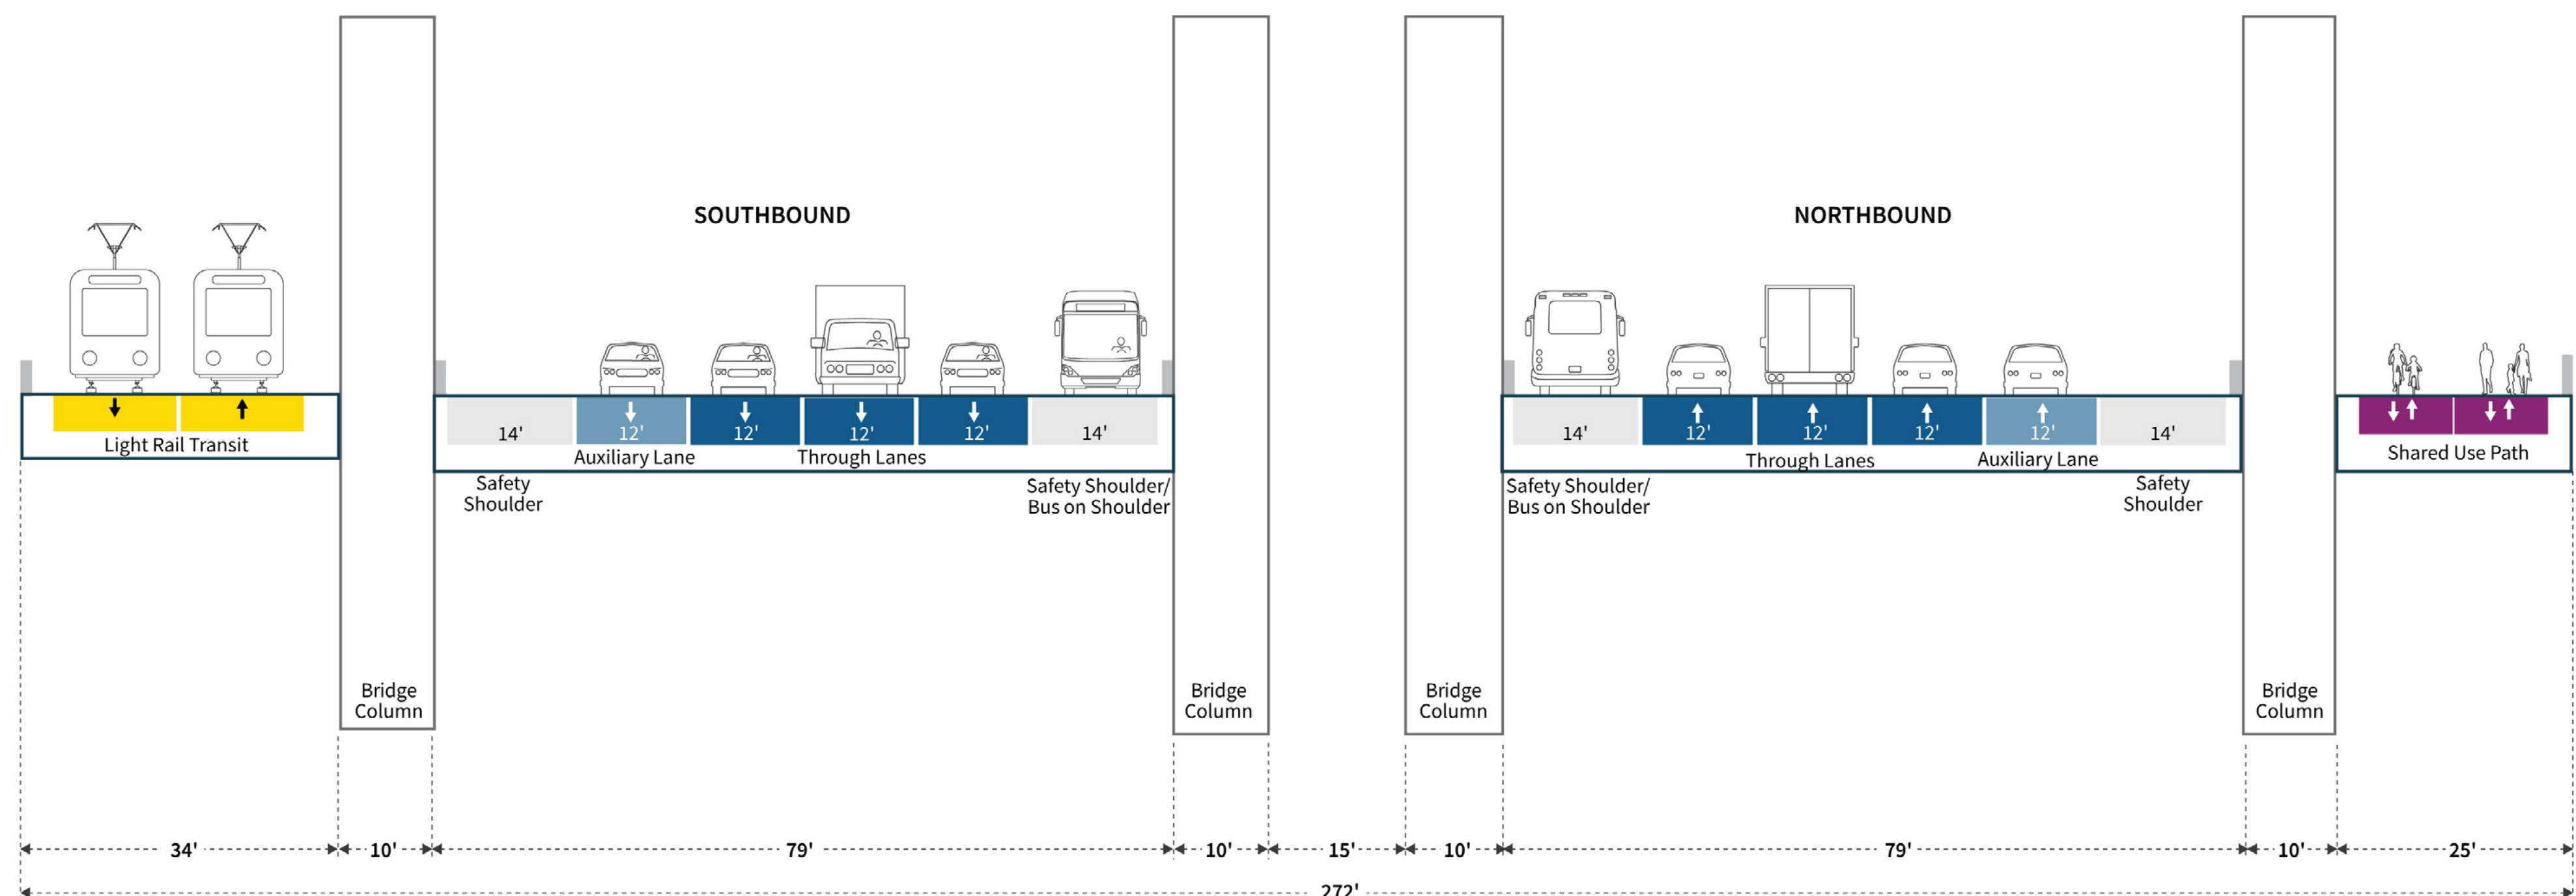 SOUTHBOUND
NORTHBOUND
14'
12'
12'
12'
12'
14'
14'
12'
12'
12'
12'
14'
Light Rail Transit
Auxiliary Lane
Through Lanes
Through Lanes
Auxiliary Lane
Shared Use Path
Safety
Shoulder
Safety Shoulder/
Bus on Shoulder
Safety Shoulder/
Bus on Shoulder
Safety
Shoulder
Bridge
Column
Bridge
Column
Bridge
Column
Bridge
Column
34'
10'
79'
10'
15'
10'
79'
10'
25'
272'